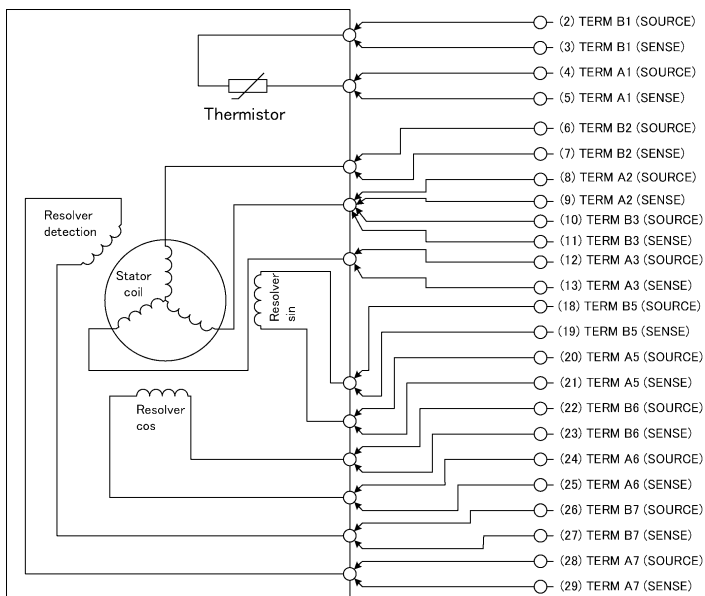 (2) TERM B1 (SOURCE)
(3) TERM B1 (SENSE)
(4) TERM A1 (SOURCE)
(5) TERM A1 (SENSE)
Thermistor
(6) TERM B2 (SOURCE)
(7) TERM B2 (SENSE)
(8) TERM A2 (SOURCE)
(9) TERM A2 (SENSE)
(10) TERM B3 (SOURCE)
(11) TERM B3 (SENSE)
(12) TERM A3 (SOURCE)
(13) TERM A3 (SENSE)
Resolver
detection
Stator
coil
Resolver
sin
(18) TERM B5 (SOURCE)
(19) TERM B5 (SENSE)
(20) TERM A5 (SOURCE)
(21) TERM A5 (SENSE)
Resolver
cos
(22) TERM B6 (SOURCE)
(23) TERM B6 (SENSE)
(24) TERM A6 (SOURCE)
(25) TERM A6 (SENSE)
(26) TERM B7 (SOURCE)
(27) TERM B7 (SENSE)
(28) TERM A7 (SOURCE)
(29) TERM A7 (SENSE)